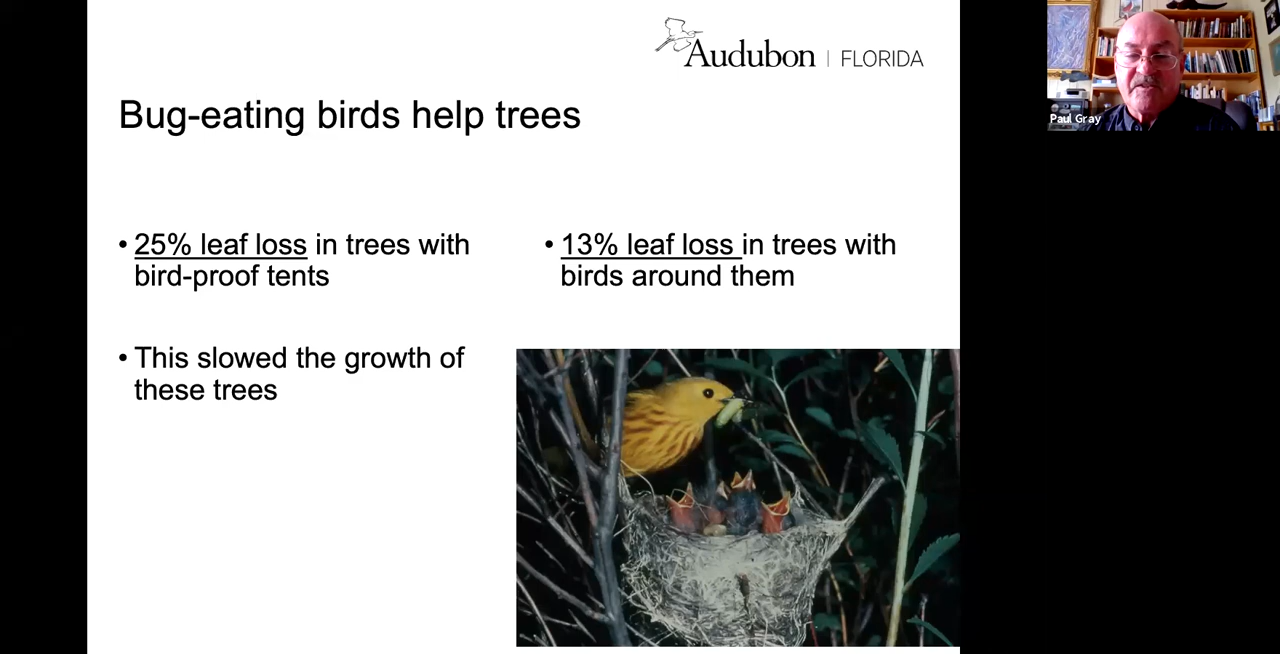 Audubon | FLORIDA
Bug-eating birds help trees
• 25% leaf loss in trees with
bird-proof tents
• This slowed the growth of
these trees
• 13% leaf loss in trees with
birds around them
Paul Gray